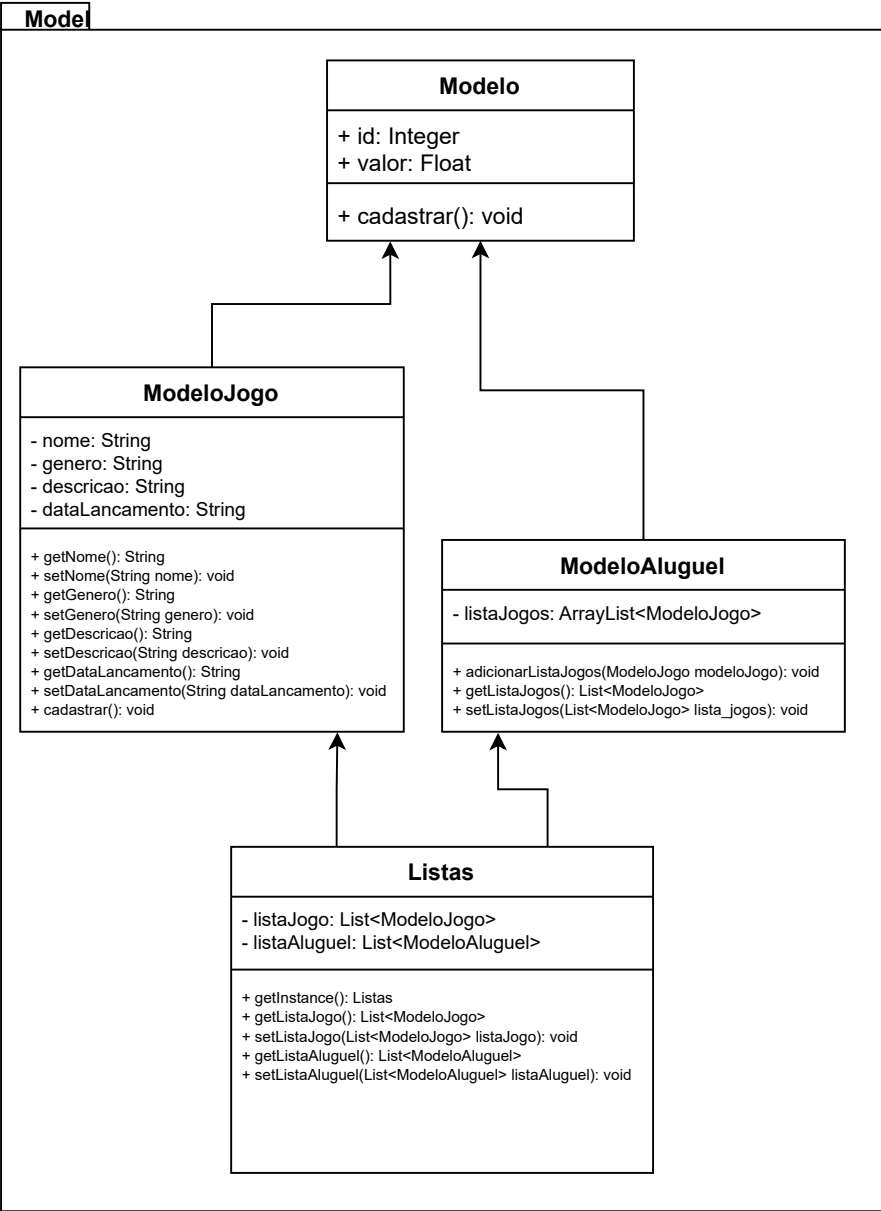 Model
Modelo
+ id: Integer
+ valor: Float
+ cadastrar(): void
ModeloJogo
- nome: String
- genero: String
- descricao: String
- dataLancamento: String
+ getNome(): String
+ setNome(String nome): void
+ getGenero(): String
+ setGenero(String genero): void
+ getDescricao(): String
+ setDescricao(String descricao): void
+ getDataLancamento(): String
+ setDataLancamento(String dataLancamento): void
+ cadastrar(): void
ModeloAluguel
- listaJogos: ArrayList<ModeloJogo>
+ adicionarListaJogos(ModeloJogo modeloJogo): void
+ getListaJogos(): List<ModeloJogo>
+ setListaJogos(List<ModeloJogo> lista_jogos): void
Listas
- listaJogo: List<ModeloJogo>
- listaAluguel: List<ModeloAluguel>
+ getInstance(): Listas
+ getListaJogo(): List<ModeloJogo>
+ setListaJogo(List<ModeloJogo> listaJogo): void
+ getListaAluguel(): List<ModeloAluguel>
+ setListaAluguel(List<ModeloAluguel> listaAluguel): void